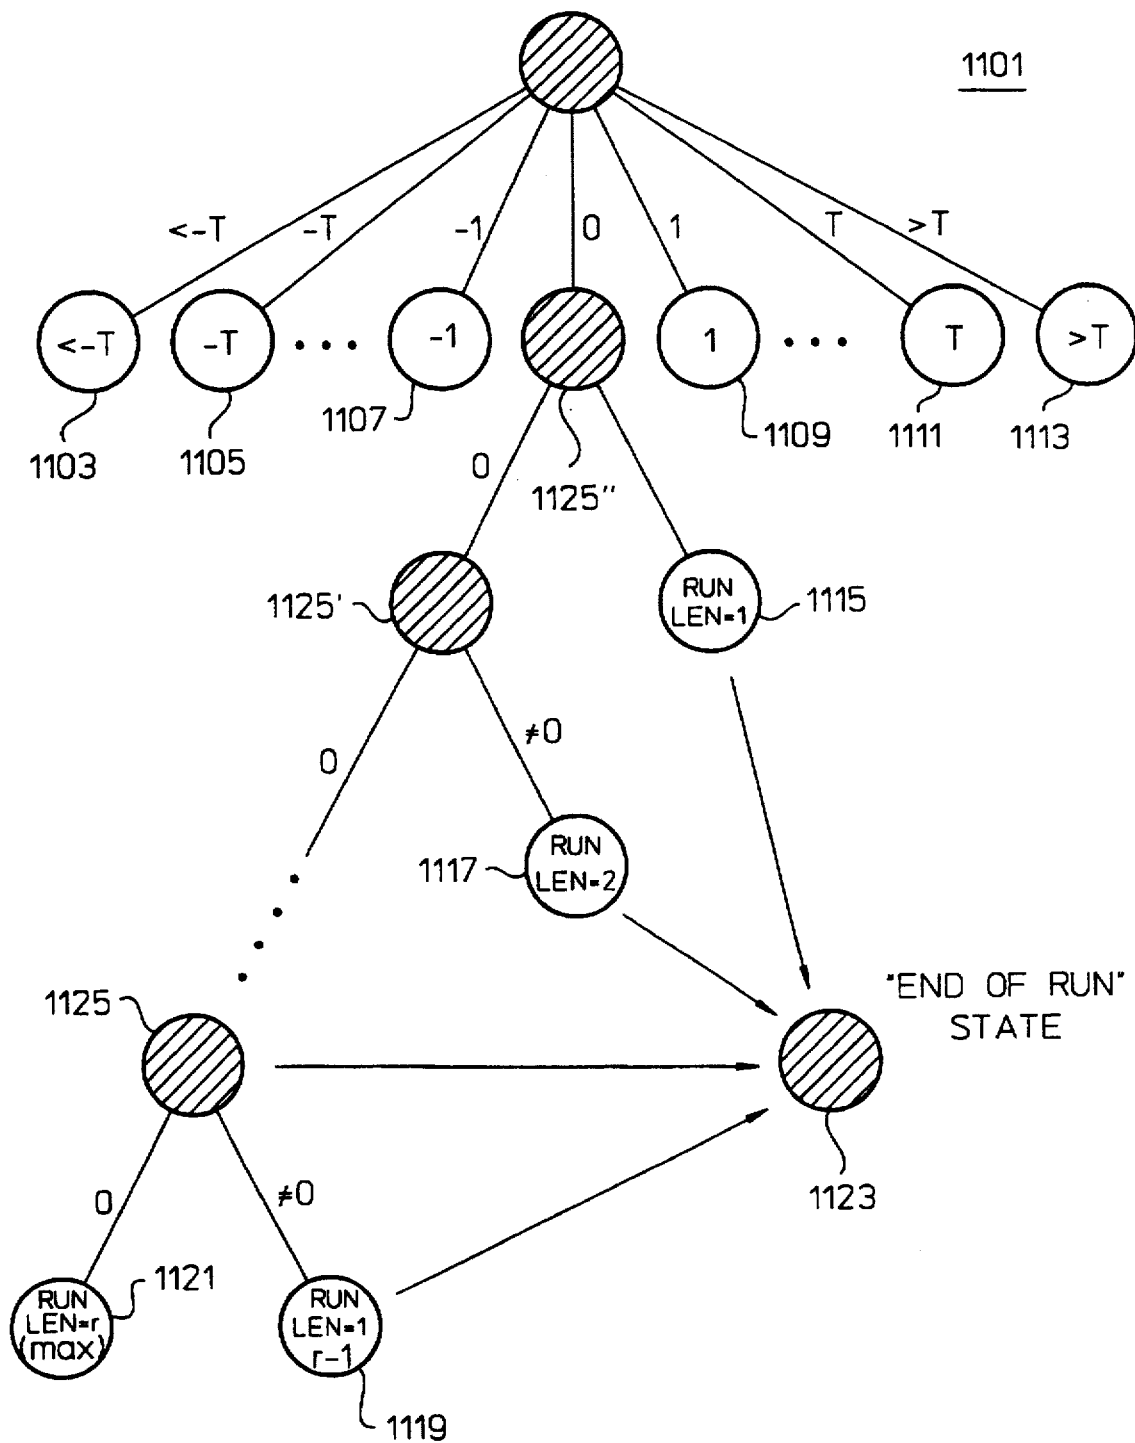 1101
<-T -T -1 0 1 T >T
<-T -T ... -1 1 ... T >T
1103 1105 1107 1125" 1109 1111 1113
0
1125'
RUN
LEN=1
1115
0 ≠0
1117
RUN
LEN=2
1125
"END OF RUN"
STATE
0 ≠0
1123
RUN
LEN=r
(max)
1121
RUN
LEN=1
r-1
1119